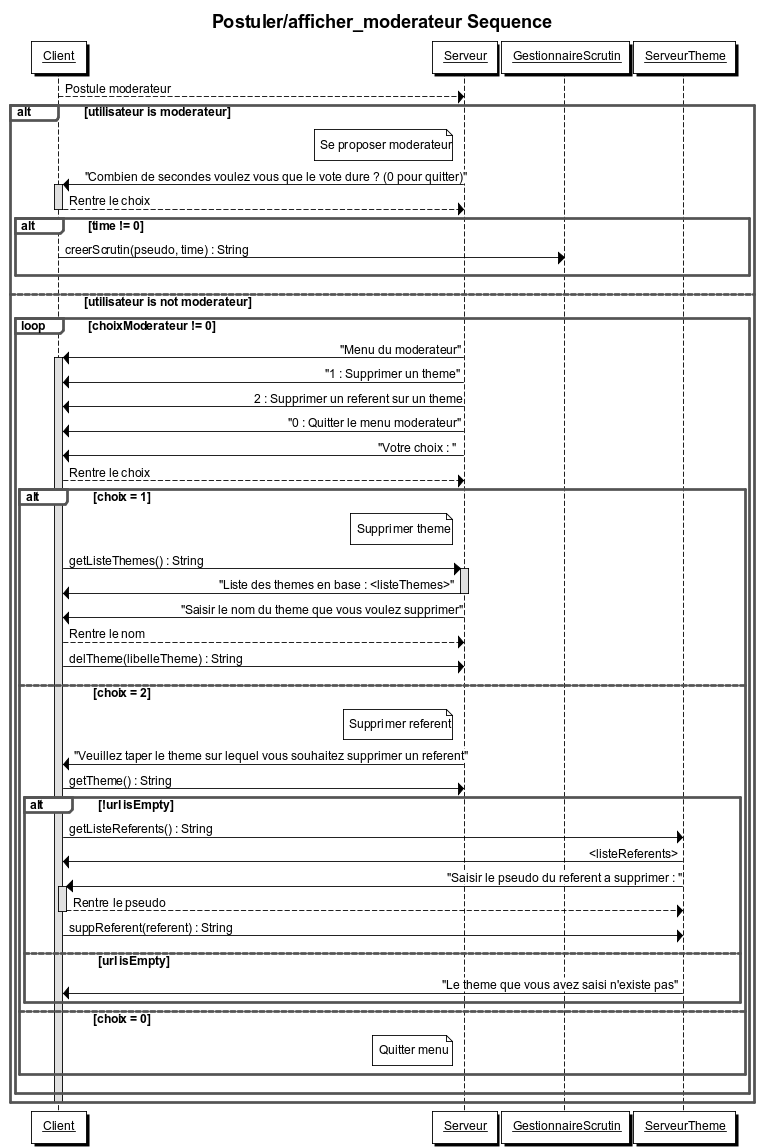 Postuler/afficher_moderateur Sequence
Client
Serveur
GestionnaireScrutin
ServeurTheme
Postule moderateur
alt
[utilisateur is moderateur]
Se proposer moderateur
"Combien de secondes voulez vous que le vote dure ? (0 pour quitter)"
Rentre le choix
alt
[time != 0]
creerScrutin(pseudo, time) : String
[utilisateur is not moderateur]
loop
[choixModerateur != 0]
"Menu du moderateur"
"1 : Supprimer un theme"
2 : Supprimer un referent sur un theme
"0 : Quitter le menu moderateur"
"Votre choix : "
Rentre le choix
alt
[choix = 1]
Supprimer theme
getListeThemes() : String
"Liste des themes en base : <listeThemes>"
"Saisir le nom du theme que vous voulez supprimer"
Rentre le nom
delTheme(libelleTheme) : String
[choix = 2]
Supprimer referent
"Veuillez taper le theme sur lequel vous souhaitez supprimer un referent"
getTheme() : String
alt
[!url isEmpty]
getListeReferents() : String
<listeReferents>
"Saisir le pseudo du referent a supprimer : "
Rentre le pseudo
suppReferent(referent) : String
[url isEmpty]
"Le theme que vous avez saisi n'existe pas"
[choix = 0]
Quitter menu
Client
Serveur
GestionnaireScrutin
ServeurTheme